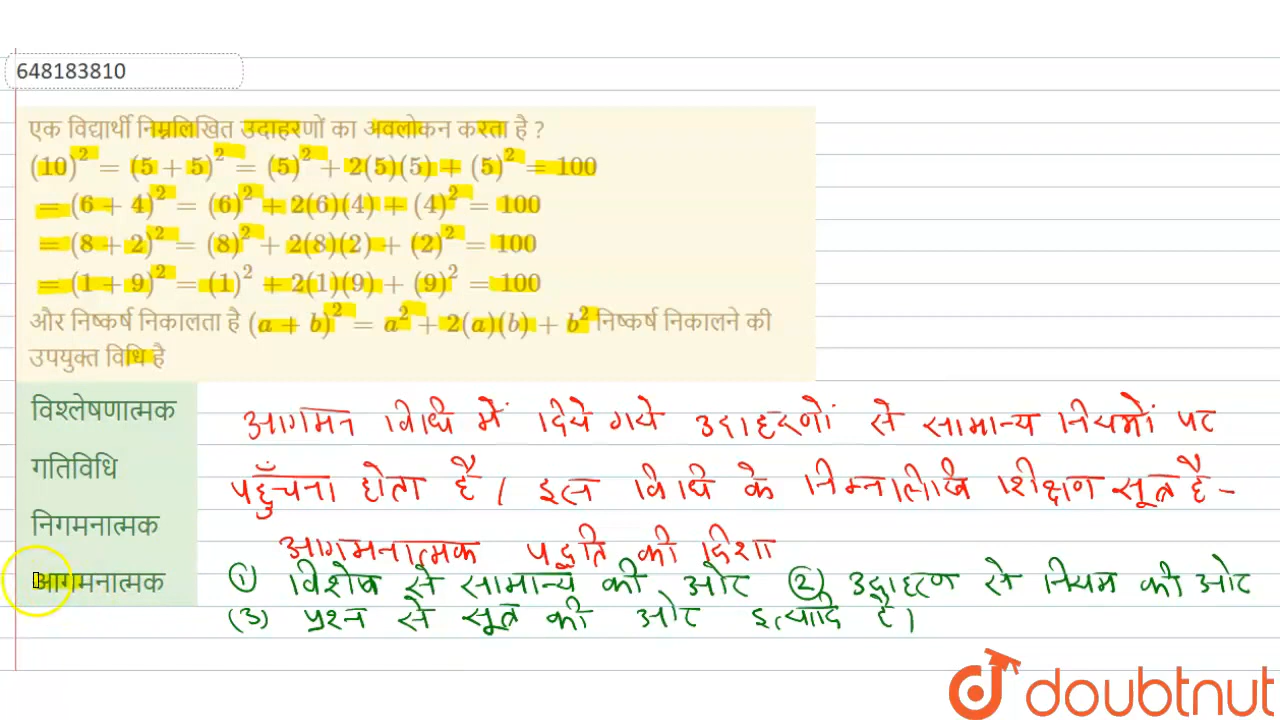 648183810
एक विद्यार्थी निम्नलिखित उदाहरणों का अवलोकन करता है ?
(10)² = (5 + 5)² = (5)² + 2(5)(5) + (5)² = 100
= (6 + 4)² = (6)² + 2(6)(4) + (4)² = 100
= (8 + 2)² = (8)² + 2(8)(2) + (2)² = 100
= (1 + 9)² = (1)² + 2(1)(9) + (9)² = 100
और निष्कर्ष निकालता है (a + b)² = a² + 2(a)(b) + b² निष्कर्ष निकालने की
उपयुक्त विधि है
विश्लेषणात्मक
गतिविधि
निगमनात्मक
आगमनात्मक
आगमन विधि में दिये गये उदाहरणों से सामान्य नियमों पर
पहुँचना होता है / इस विधि के निम्नलिखि शिक्षण सूत्र है -
आगमनात्मक पद्धति की दिशा
① विशेष से सामान्य की ओर ② उदाहरण से नियम की ओर
(3) प्रश्न से सूत्र की ओर इत्यादि है।
doubtnut